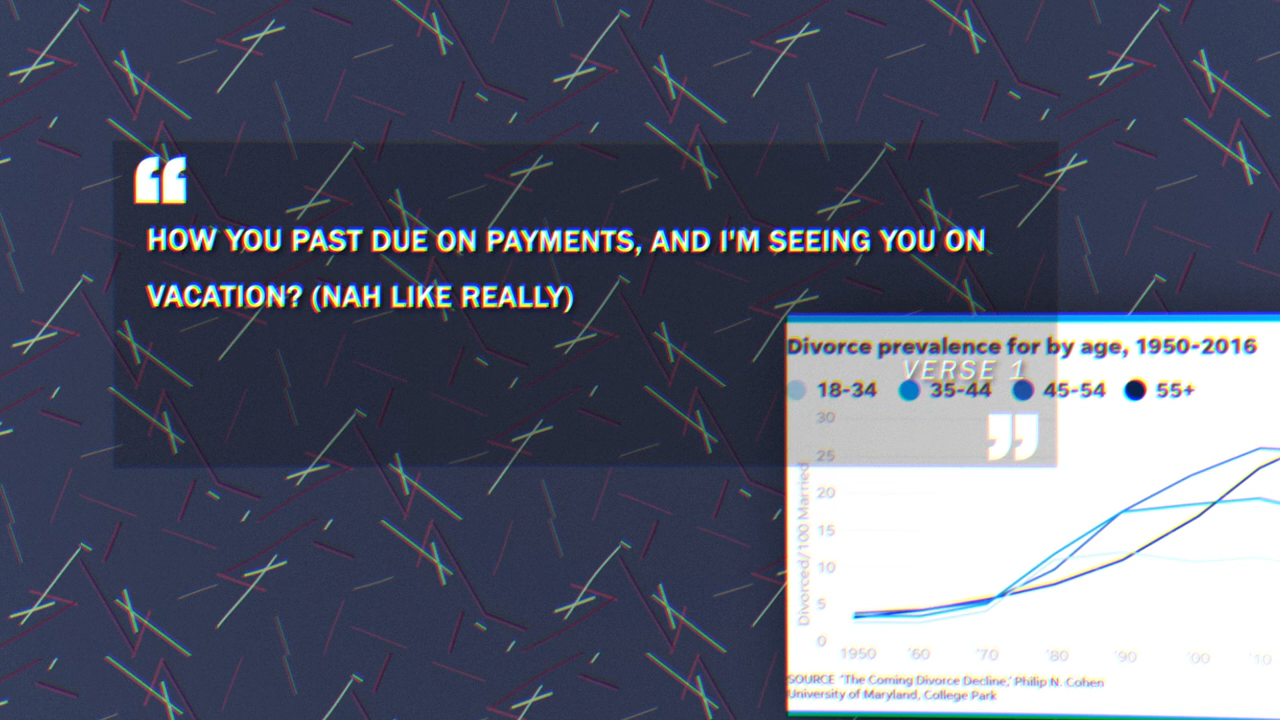 “
HOW YOU PAST DUE ON PAYMENTS, AND I'M SEEING YOU ON
VACATION? (NAH LIKE REALLY)
VERSE 1
”
Divorce prevalence for by age, 1950-2016
18-34 35-44 45-54 55+
Divorced/100 Married
30
25
20
15
10
5
0
1950 '60 '70 '80 '90 '00 '10
SOURCE 'The Coming Divorce Decline,' Philip N. Cohen
University of Maryland, College Park